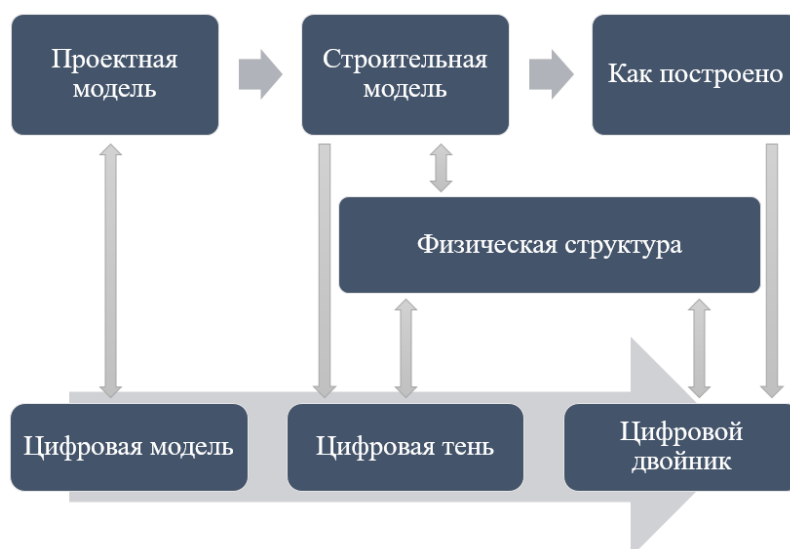 Проектная
модель
Строительная
модель
Как построено
Физическая структура
Цифровая модель
Цифровая тень
Цифровой
двойник